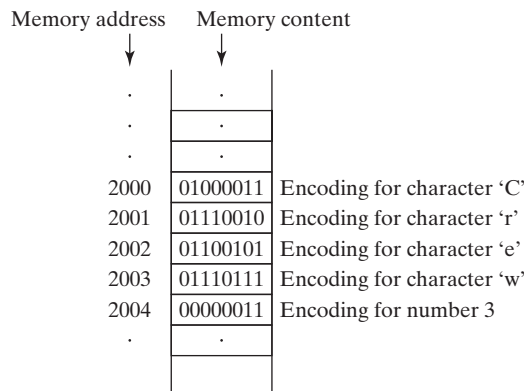 Memory address Memory content
. .
. .
. .
2000 01000011 Encoding for character ‘C’
2001 01110010 Encoding for character ‘r’
2002 01100101 Encoding for character ‘e’
2003 01110111 Encoding for character ‘w’
2004 00000011 Encoding for number 3
. .